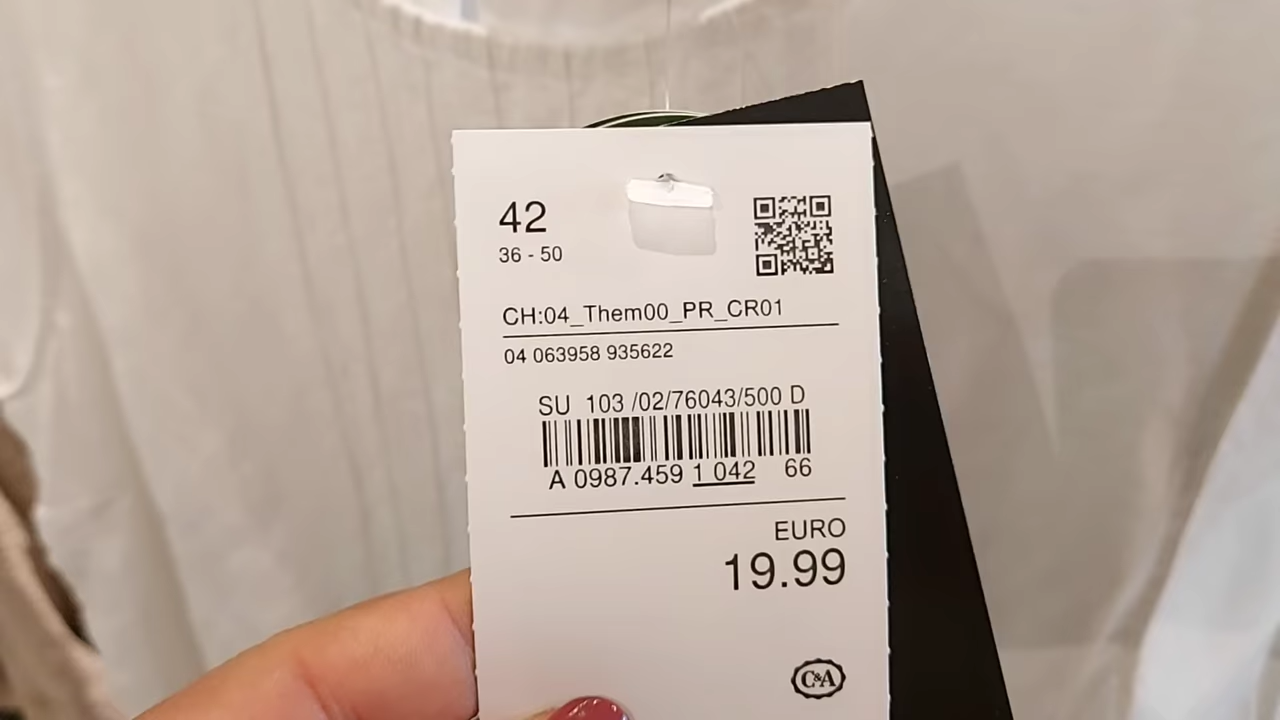 42
36 - 50
CH:04_Them00_PR_CR01
04 063958 935622
SU 103 /02/76043/500 D
A 0987.459 1 042 66
EURO
19.99
C&A